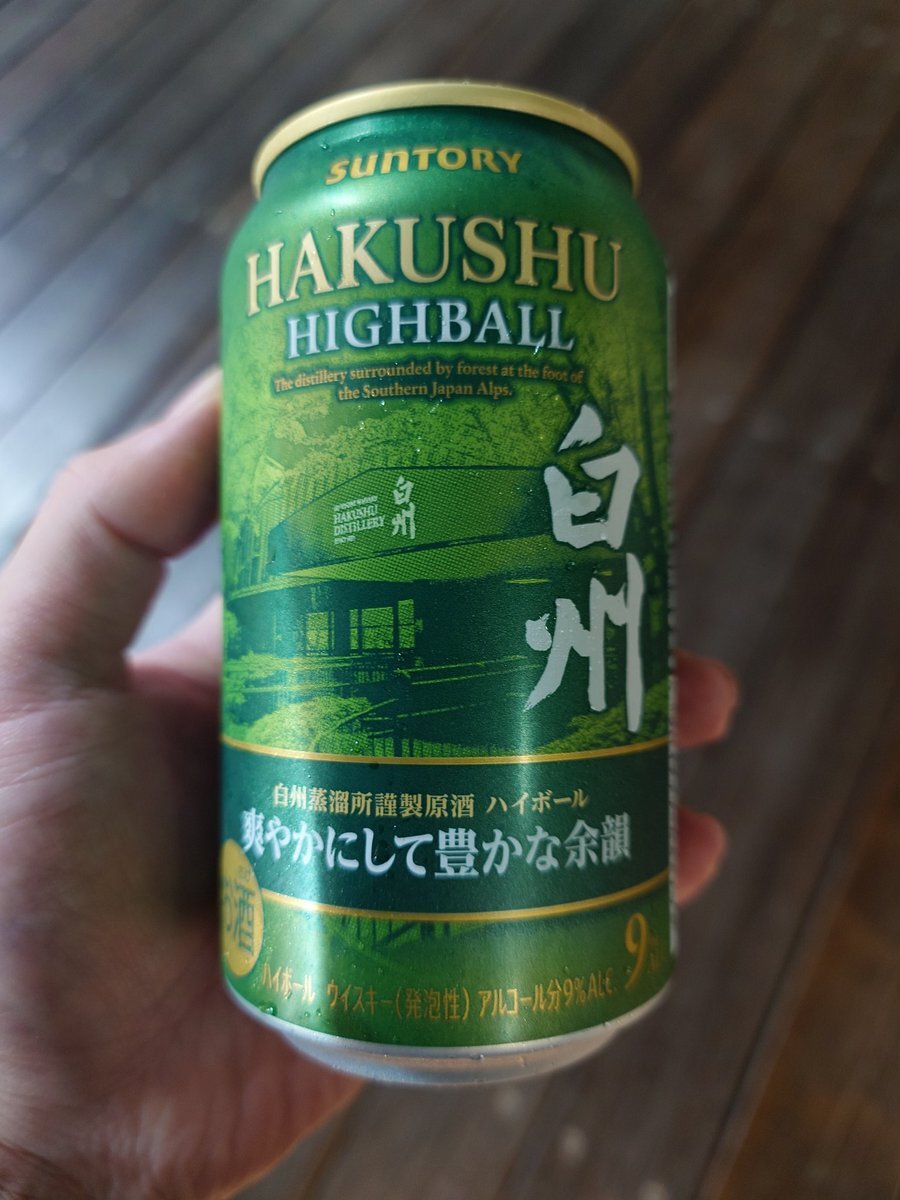 SUNTORY
HAKUSHU
HIGHBALL
The distillery surrounded by forest at the foot of
the Southern Japan Alps.
白州
HAKUSHU
DISTILLERY
白州
白州蒸溜所謹製原酒 ハイボール
爽やかにして豊かな余韻
お酒
ハイボール ウイスキー(発泡性) アルコール分9% ALC.
9